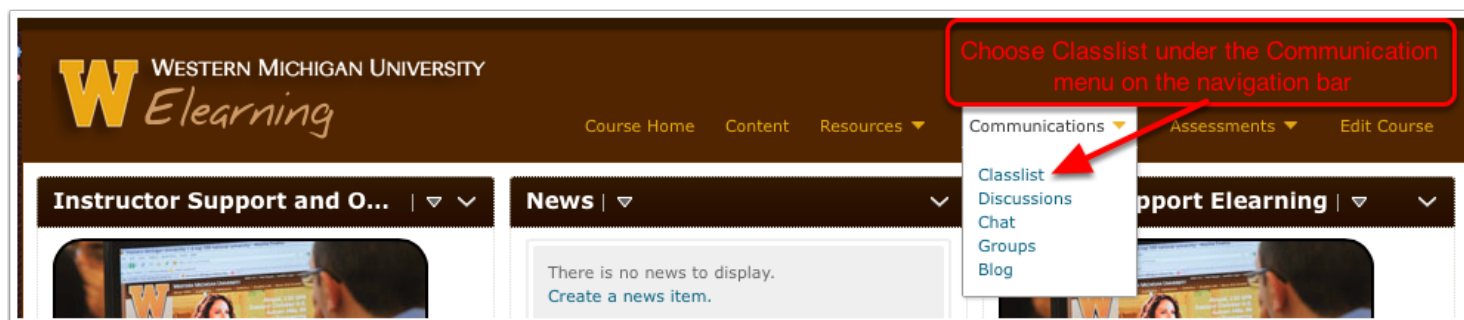 WESTERN MICHIGAN UNIVERSITY
Elearning
Choose Classlist under the Communication
menu on the navigation bar
Course Home Content Resources Communications Assessments Edit Course
Classlist
Discussions
Chat
Groups
Blog
Instructor Support and O...
News
pport Elearning
There is no news to display.
Create a news item.